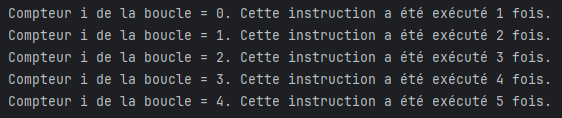 Compteur i de la boucle = 0. Cette instruction a été exécuté 1 fois.
Compteur i de la boucle = 1. Cette instruction a été exécuté 2 fois.
Compteur i de la boucle = 2. Cette instruction a été exécuté 3 fois.
Compteur i de la boucle = 3. Cette instruction a été exécuté 4 fois.
Compteur i de la boucle = 4. Cette instruction a été exécuté 5 fois.